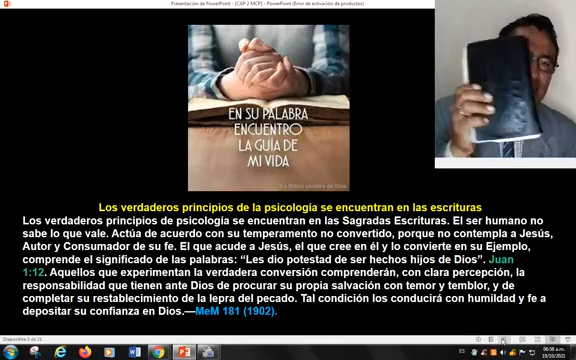 Presentación de PowerPoint - [CAP 2 MCP] - PowerPoint (Error de activación de productos)
EN SU PALABRA
ENCUENTRO
LA GUÍA DE
MI VIDA
La Biblia palabra de Dios
Los verdaderos principios de la psicología se encuentran en las escrituras
Los verdaderos principios de psicología se encuentran en las Sagradas Escrituras. El ser humano no
sabe lo que vale. Actúa de acuerdo con su temperamento no convertido, porque no contempla a Jesús,
Autor y Consumador de su fe. El que acude a Jesús, el que cree en él y lo convierte en su Ejemplo,
comprende el significado de las palabras: “Les dio potestad de ser hechos hijos de Dios”. Juan
1:12. Aquellos que experimentan la verdadera conversión comprenderán, con clara percepción, la
responsabilidad que tienen ante Dios de procurar su propia salvación con temor y temblor, y de
de completar su restablecimiento de la lepra del pecado. Tal condición los conducirá con humildad y fe a
depositar su confianza en Dios.—MeM 181 (1902).
Diapositiva 3 de 21
ES
06:58 a.m.
19/10/2021